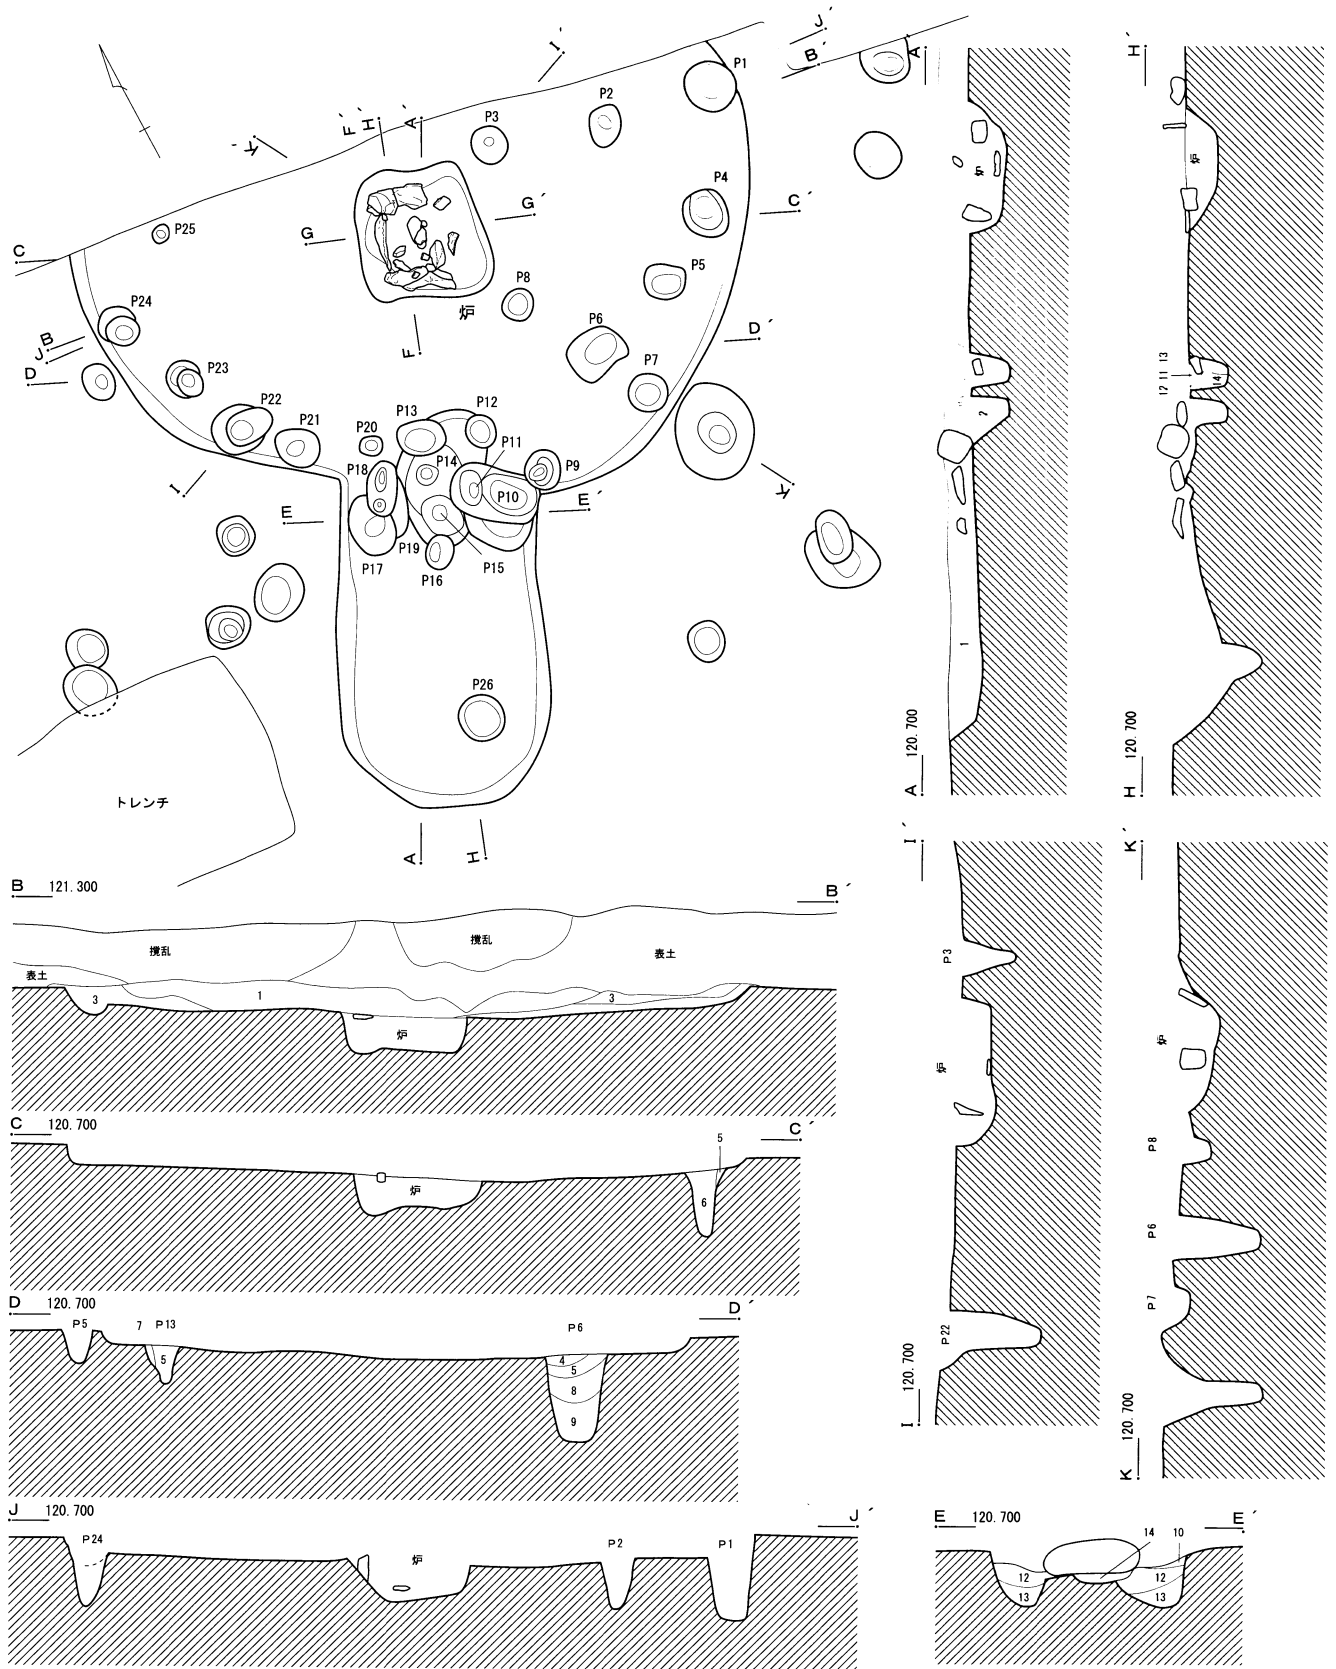 J´
B´
A´
H´
I´
P1
P2
P3
F´
H´
A´
K´
P4
C´
G´
G
P25
C
P5
P8
P24
炉
P6
D´
B
J
D
F
P7
P23
P22
P12
P13
P21
P20
P11
P14
P9
P18
P10
K
I
E´
E
P19
P15
P17
P16
P26
トレンチ
A
H
炉
?
1
A 120.700
炉
13
11
12
14
H 120.700
B 121.300
B´
攪乱
攪乱
表土
表土
3
1
3
炉
C 120.700
C´
5
炉
6
D 120.700
D´
P5
7
P13
P6
5
4
5
8
9
J 120.700
J´
P24
炉
P2
P1
I´
P3
炉
P22
I 120.700
K´
炉
P8
P6
P7
K 120.700
E 120.700
E´
14
10
12
12
13
13